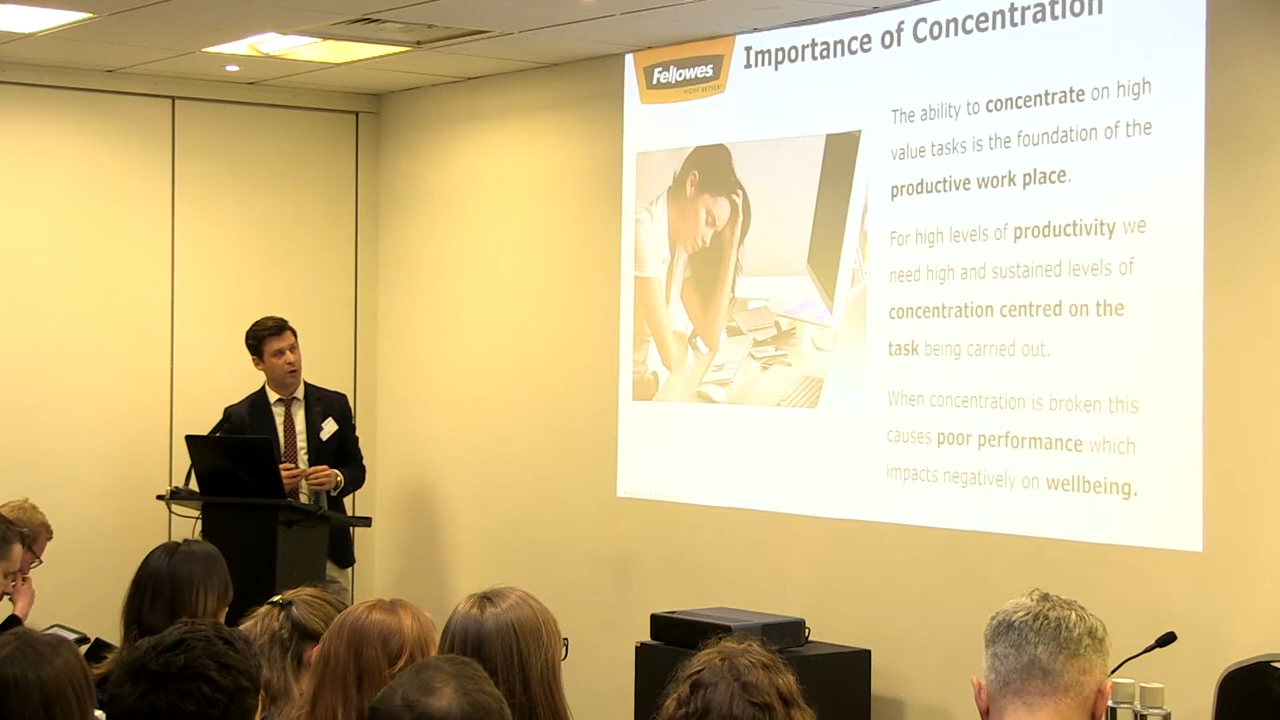 Importance of Concentration
Fellowes
WORK BETTER
The ability to concentrate on high
value tasks is the foundation of the
productive work place.
For high levels of productivity we
need high and sustained levels of
concentration centred on the
task being carried out.
When concentration is broken this
causes poor performance which
impacts negatively on wellbeing.